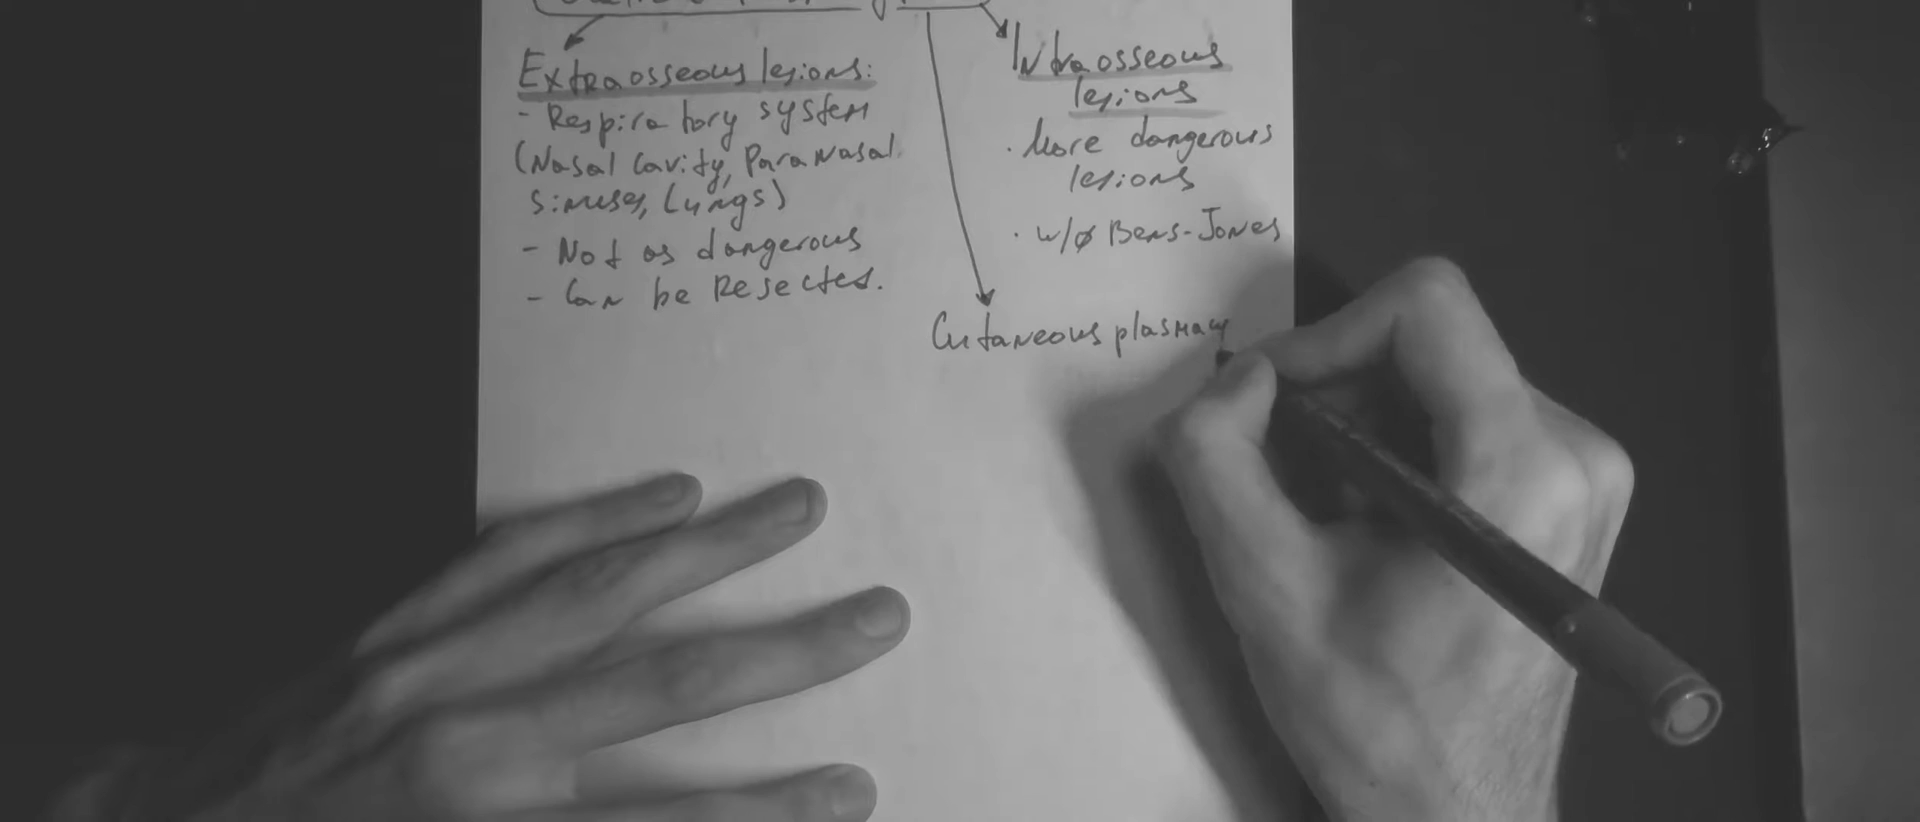 Extraosseous lesions:
- Respiratory system
(Nasal Cavity, Paranasal
sinuses, Lungs)
- Not as dangerous
- Can be Resected.
Intraosseous
lesions
· More dangerous
lesions
· w/o Bens-Jones
Cutaneous plasmacy